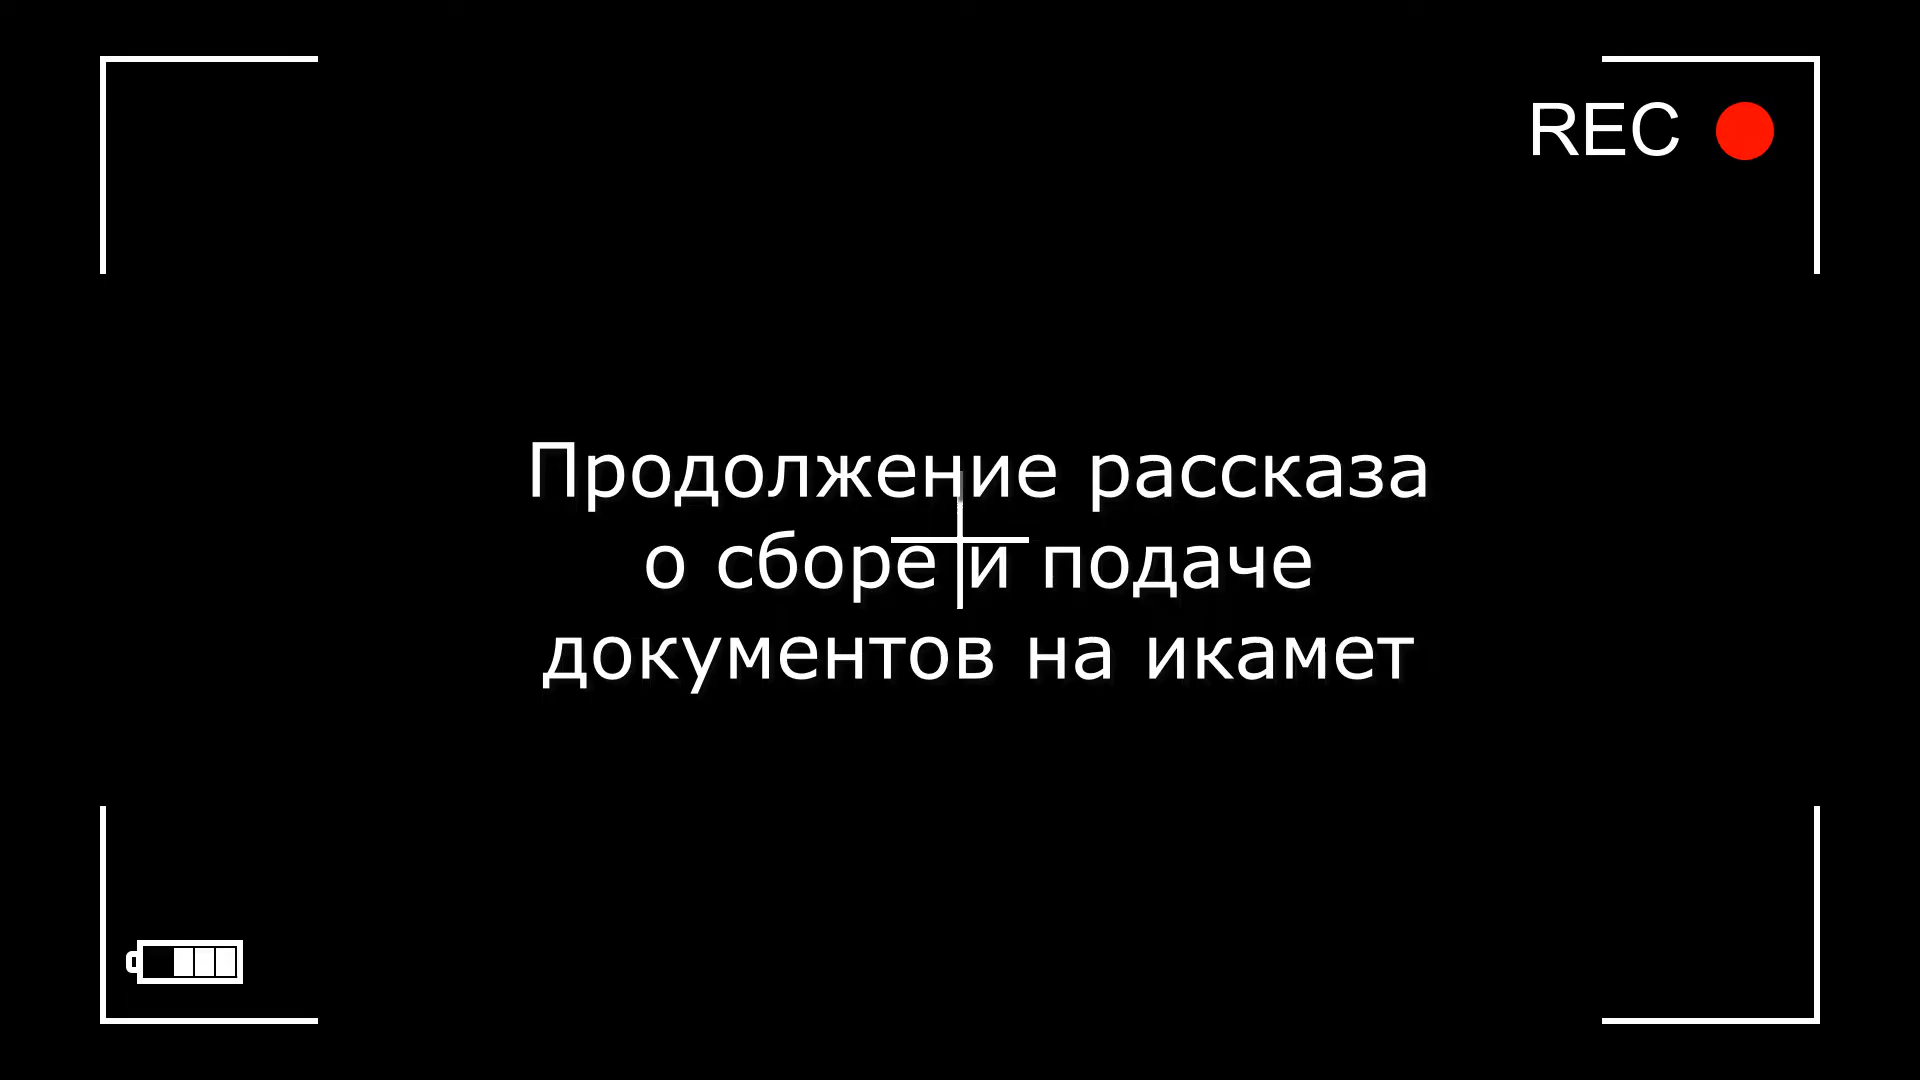 REC
Продолжение рассказа
о сборе и подаче
документов на икамет